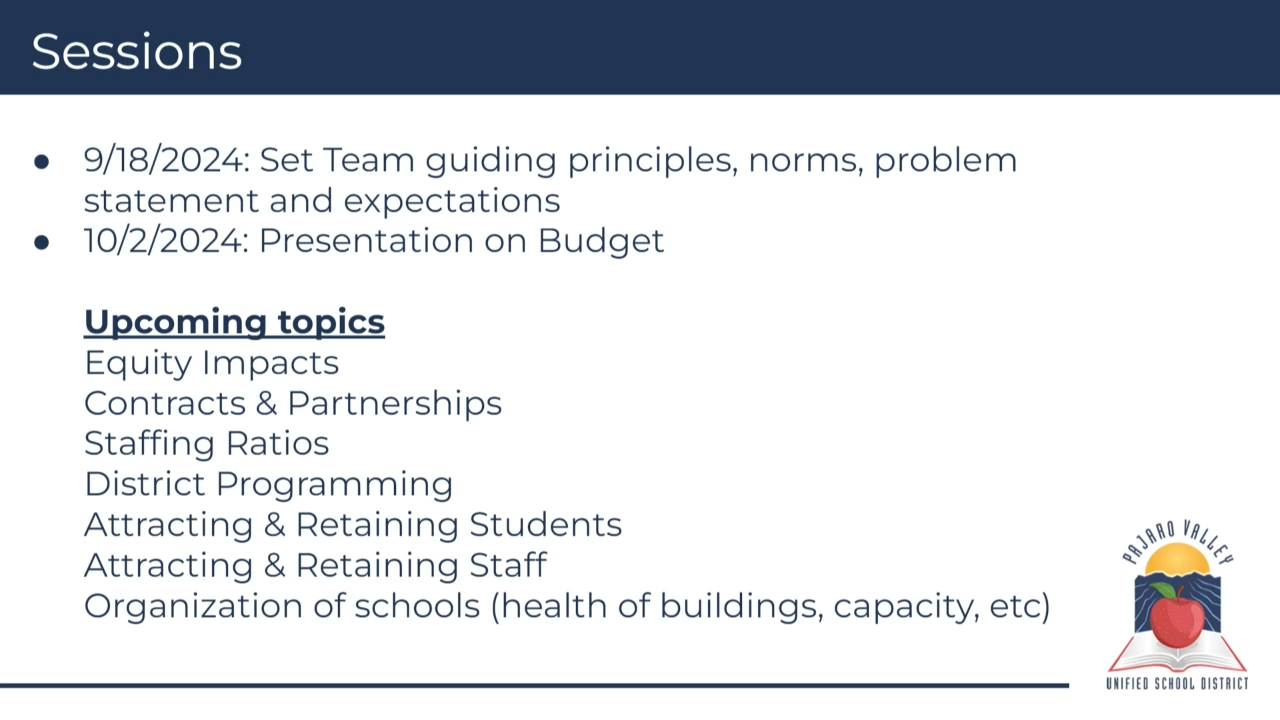 Sessions
● 9/18/2024: Set Team guiding principles, norms, problem
statement and expectations
● 10/2/2024: Presentation on Budget
Upcoming topics
Equity Impacts
Contracts & Partnerships
Staffing Ratios
District Programming
Attracting & Retaining Students
Attracting & Retaining Staff
Organization of schools (health of buildings, capacity, etc)
PAJARO VALLEY
UNIFIED SCHOOL DISTRICT